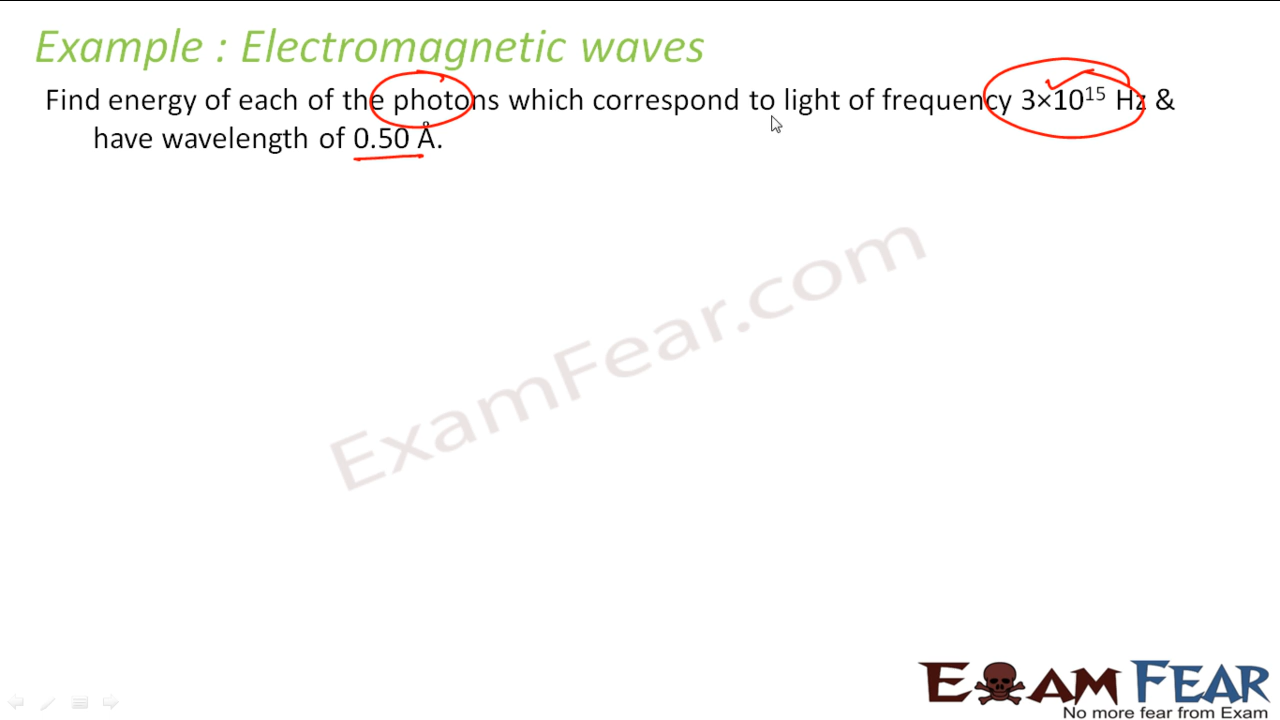 Example : Electromagnetic waves
Find energy of each of the photons which correspond to light of frequency 3×10¹⁵ Hz &
have wavelength of 0.50 Å.
ExamFear.com
EXAM FEAR
No more fear from Exam